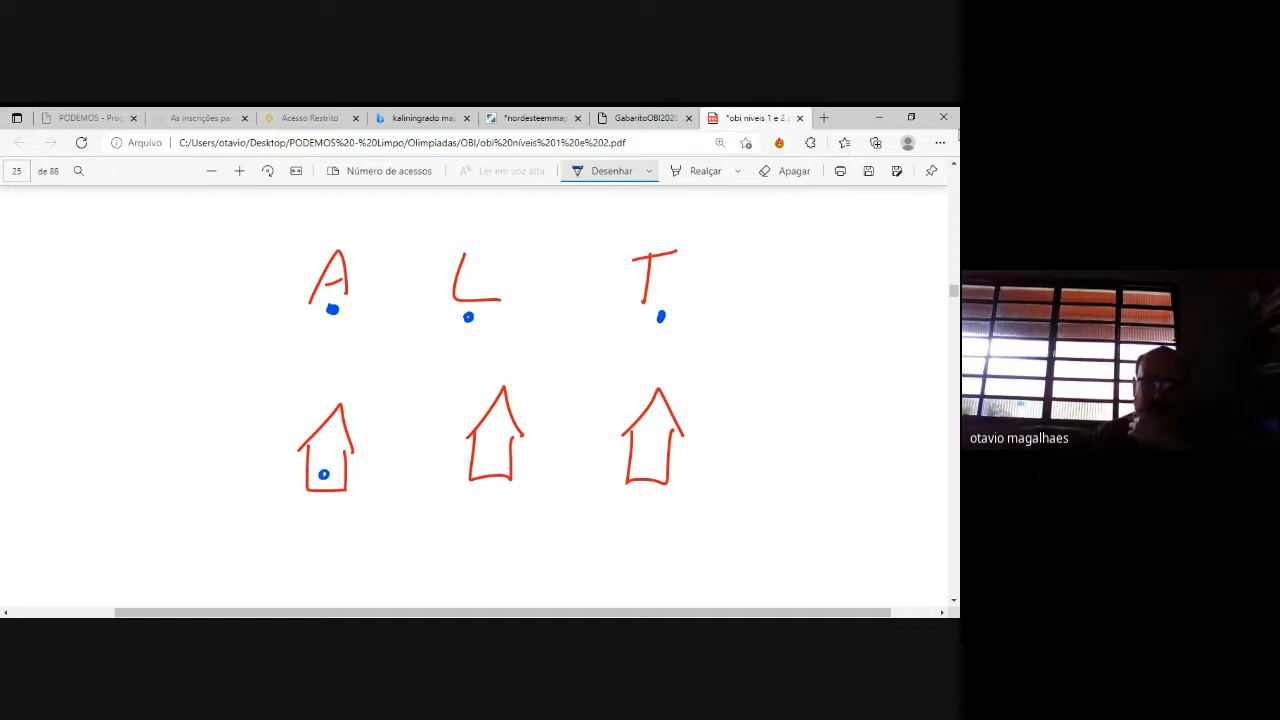 PODEMOS - Prog
As inscrições pa
Acesso Restrito
kaliningrado ma
*nordesteemmap
GabaritoOBI2020
*obi níveis 1 e 2.p
Arquivo C:/Users/otavio/Desktop/PODEMOS%20-%20Limpo/Olimpiadas/OBI/obi%20níveis%201%20e%202.pdf
25 de 88 Número de acessos Ler em voz alta Desenhar Realçar Apagar
A L T
otavio magalhaes